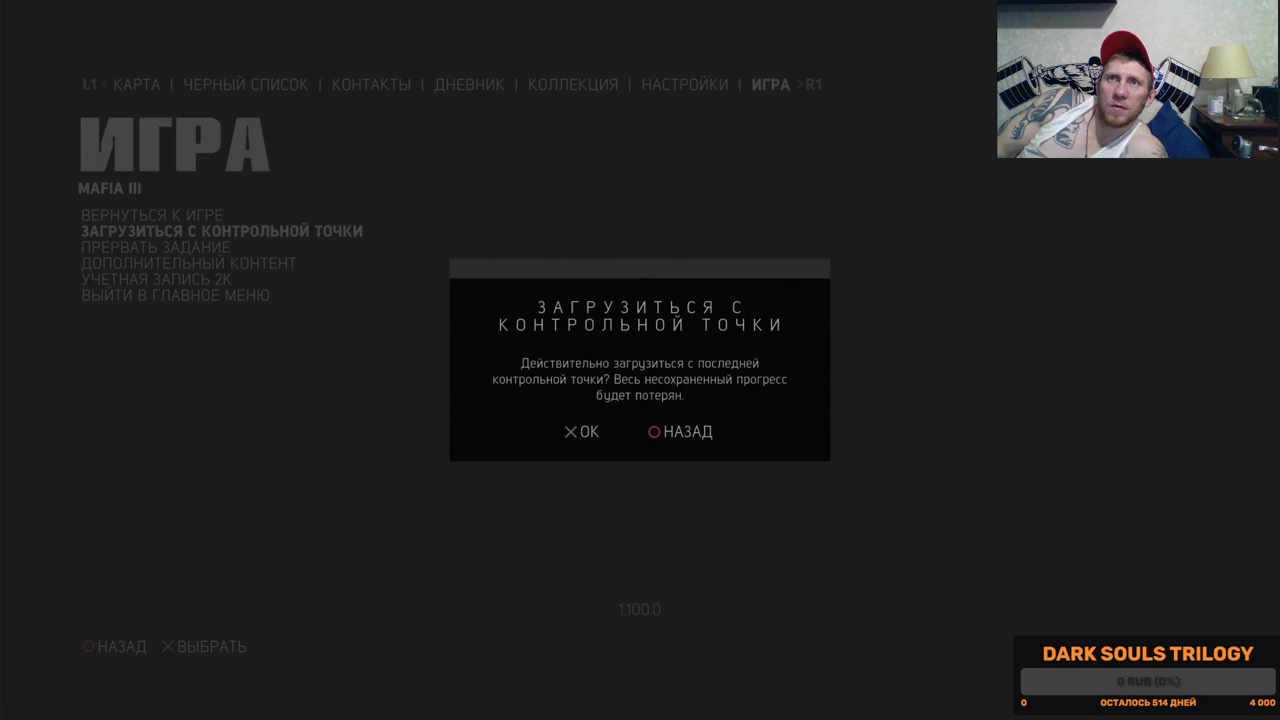 L1 < КАРТА | ЧЕРНЫЙ СПИСОК | КОНТАКТЫ | ДНЕВНИК | КОЛЛЕКЦИЯ | НАСТРОЙКИ | ИГРА > R1
ИГРА
MAFIA III
ВЕРНУТЬСЯ К ИГРЕ
ЗАГРУЗИТЬСЯ С КОНТРОЛЬНОЙ ТОЧКИ
ПРЕРВАТЬ ЗАДАНИЕ
ДОПОЛНИТЕЛЬНЫЙ КОНТЕНТ
УЧЕТНАЯ ЗАПИСЬ 2К
ВЫЙТИ В ГЛАВНОЕ МЕНЮ
ЗАГРУЗИТЬСЯ С
КОНТРОЛЬНОЙ ТОЧКИ
Действительно загрузиться с последней
контрольной точки? Весь несохраненный прогресс
будет потерян.
ОК НАЗАД
1.100.0
НАЗАД ВЫБРАТЬ
DARK SOULS TRILOGY
0 RUB (0%)
0 ОСТАЛОСЬ 514 ДНЕЙ 4 000